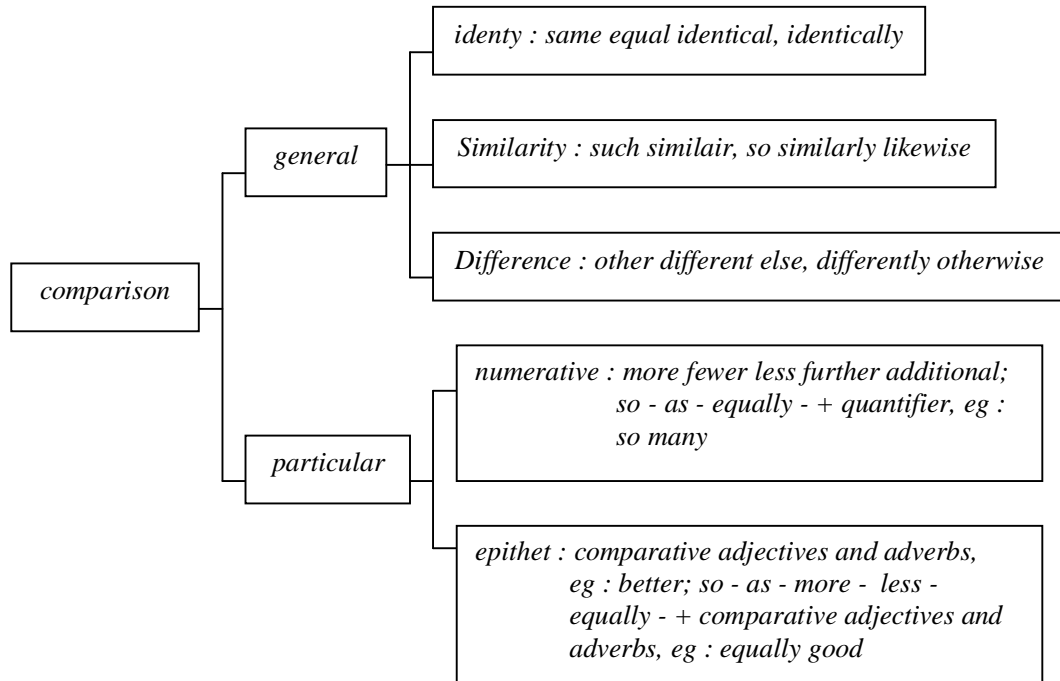 identy : same equal identical, identically
general
Similarity : such similair, so similarly likewise
Difference : other different else, differently otherwise
comparison
numerative : more fewer less further additional;
so - as - equally - + quantifier, eg :
so many
particular
epithet : comparative adjectives and adverbs,
eg : better; so - as - more - less -
equally - + comparative adjectives and
adverbs, eg : equally good